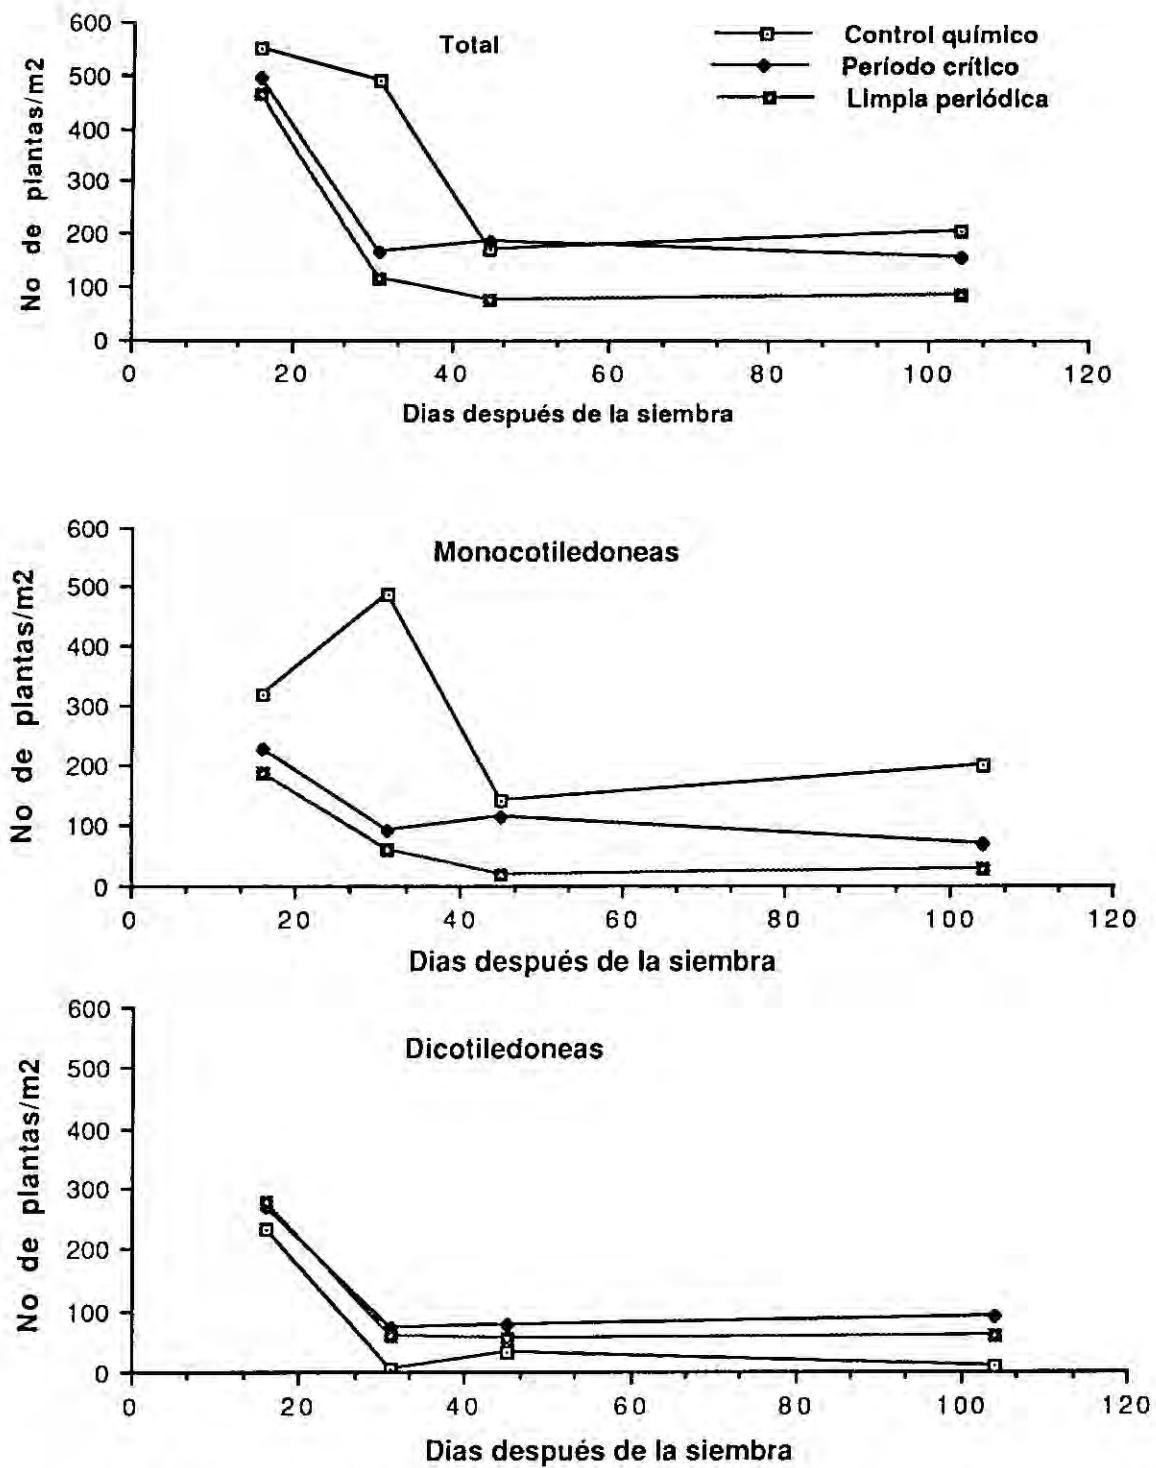 Total
Control químico
Período crítico
Limpia periódica
No de plantas/m2
600
500
400
300
200
100
0
0 20 40 60 80 100 120
Dias después de la siembra
Monocotiledoneas
No de plantas/m2
600
500
400
300
200
100
0
0 20 40 60 80 100 120
Dias después de la siembra
Dicotiledoneas
No de plantas/m2
600
500
400
300
200
100
0
0 20 40 60 80 100 120
Dias después de la siembra